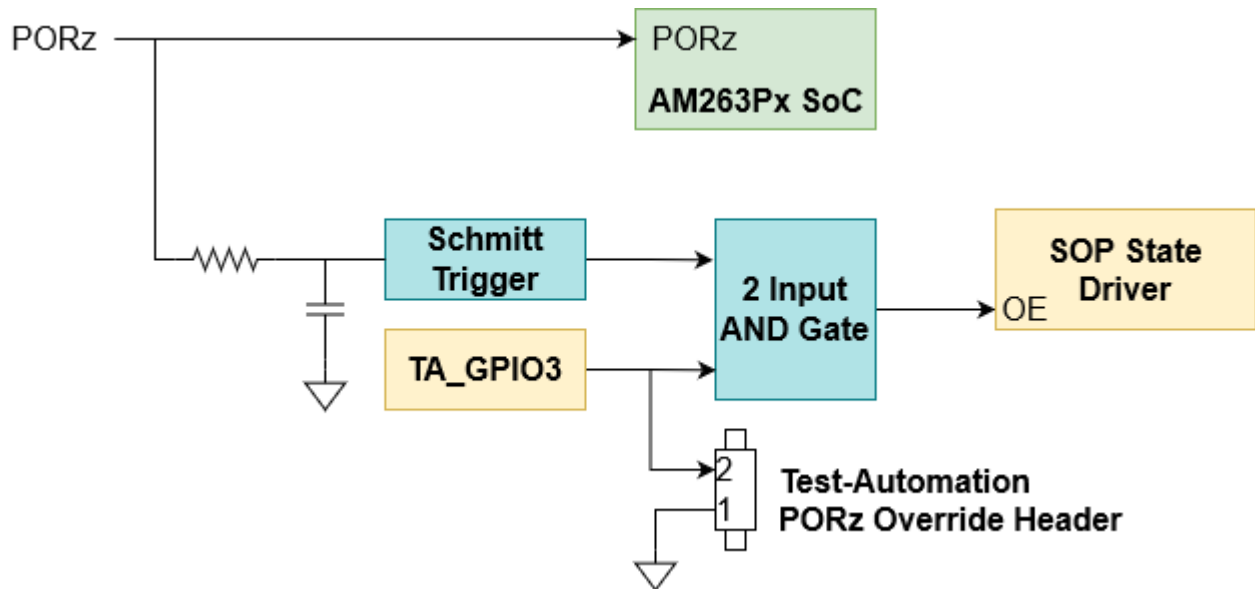 PORz
PORz
AM263Px SoC
Schmitt
Trigger
2 Input
AND Gate
SOP State
Driver
OE
TA_GPIO3
2
1
Test-Automation
PORz Override Header